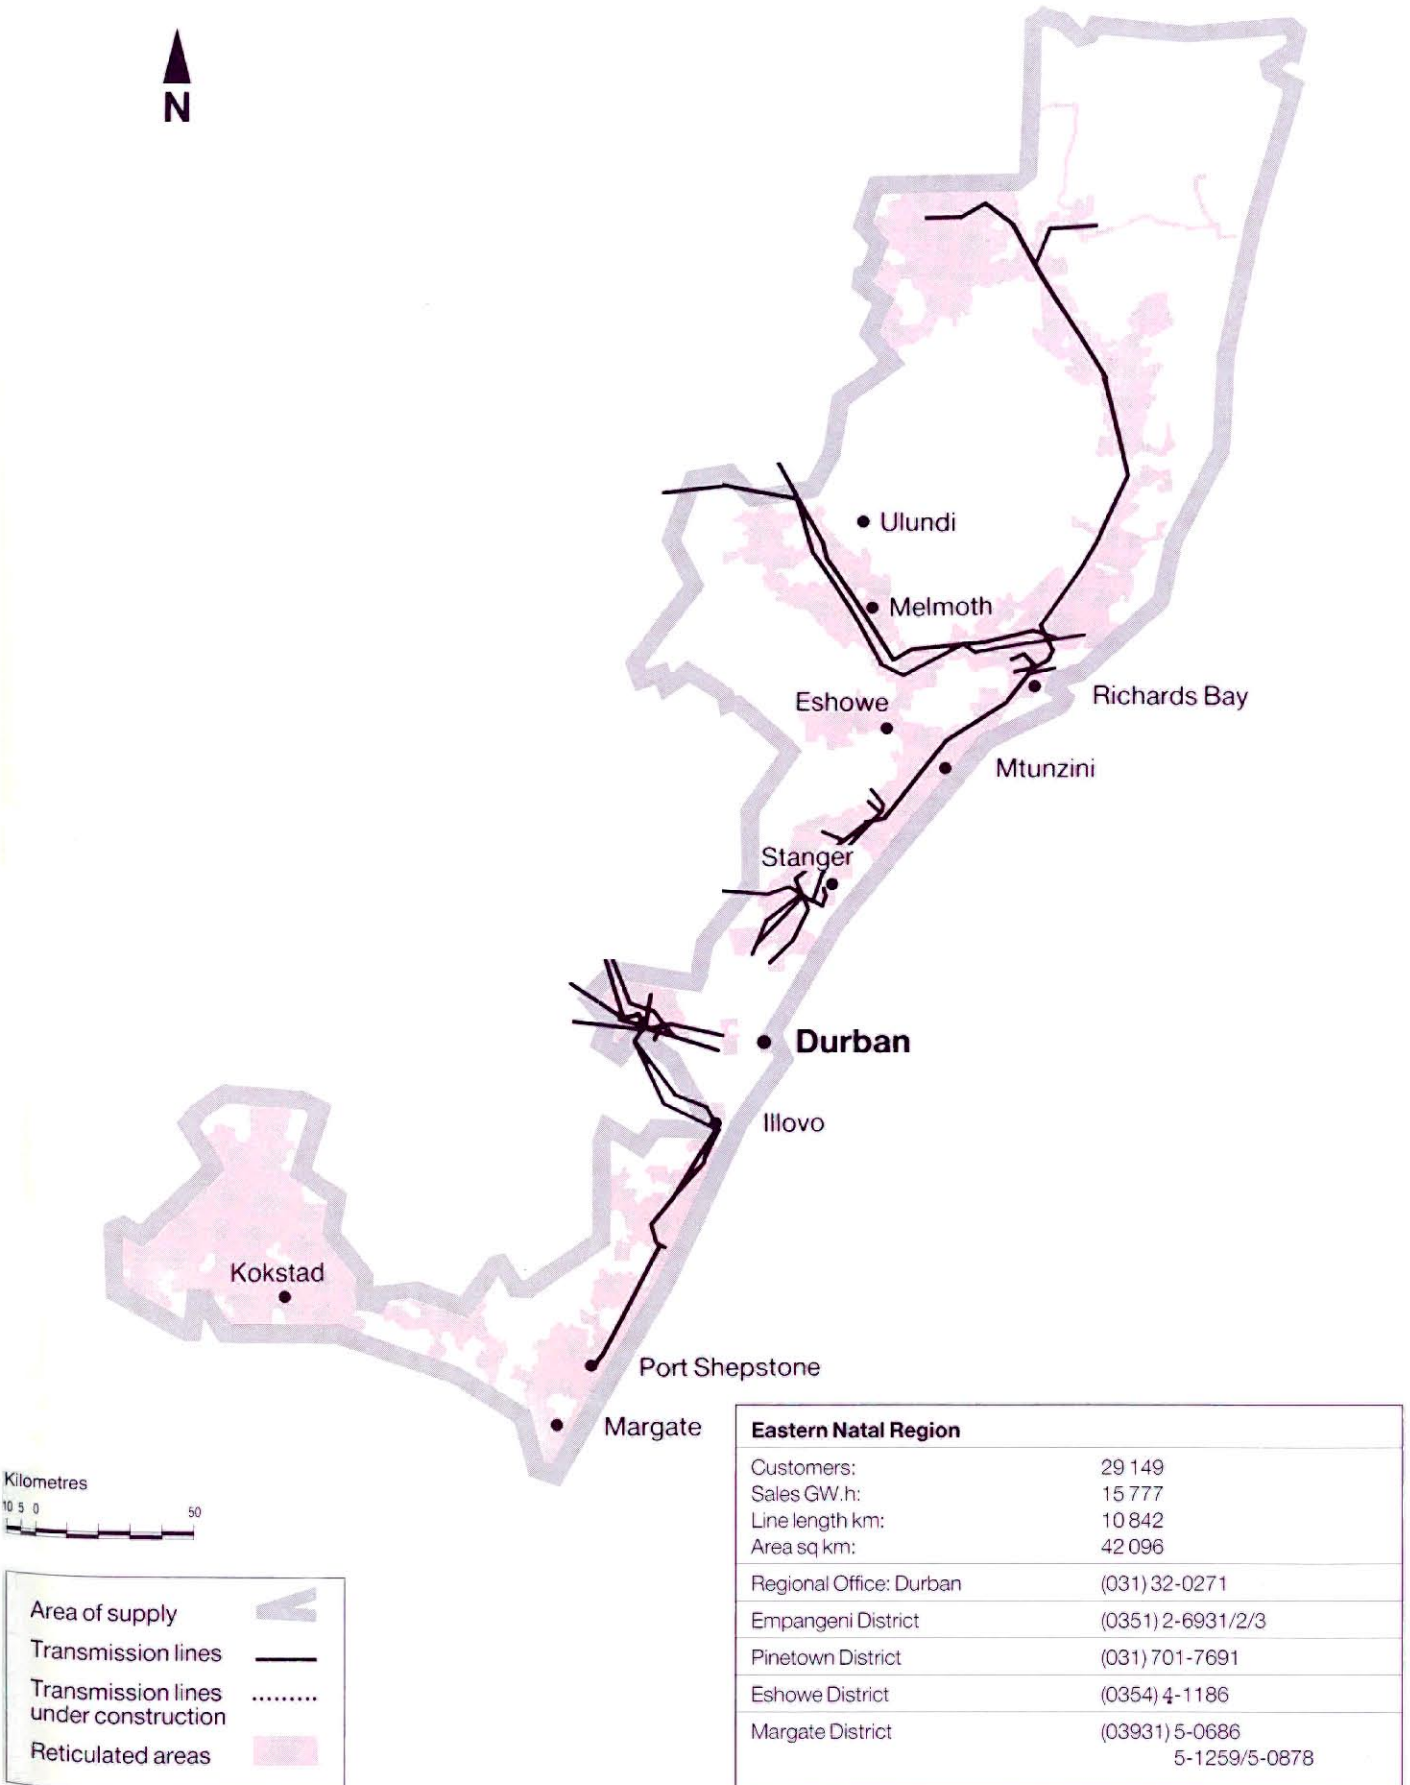 N
Ulundi
Melmoth
Eshowe
Richards Bay
Mtunzini
Stanger
Durban
Illovo
Kokstad
Port Shepstone
Margate
Kilometres
10 5 0 50
Area of supply
Transmission lines
Transmission lines
under construction
Reticulated areas
Eastern Natal Region
Customers: 29 149
Sales GW.h: 15 777
Line length km: 10 842
Area sq km: 42 096
Regional Office: Durban (031) 32-0271
Empangeni District (0351) 2-6931/2/3
Pinetown District (031) 701-7691
Eshowe District (0354) 4-1186
Margate District (03931) 5-0686
5-1259/5-0878